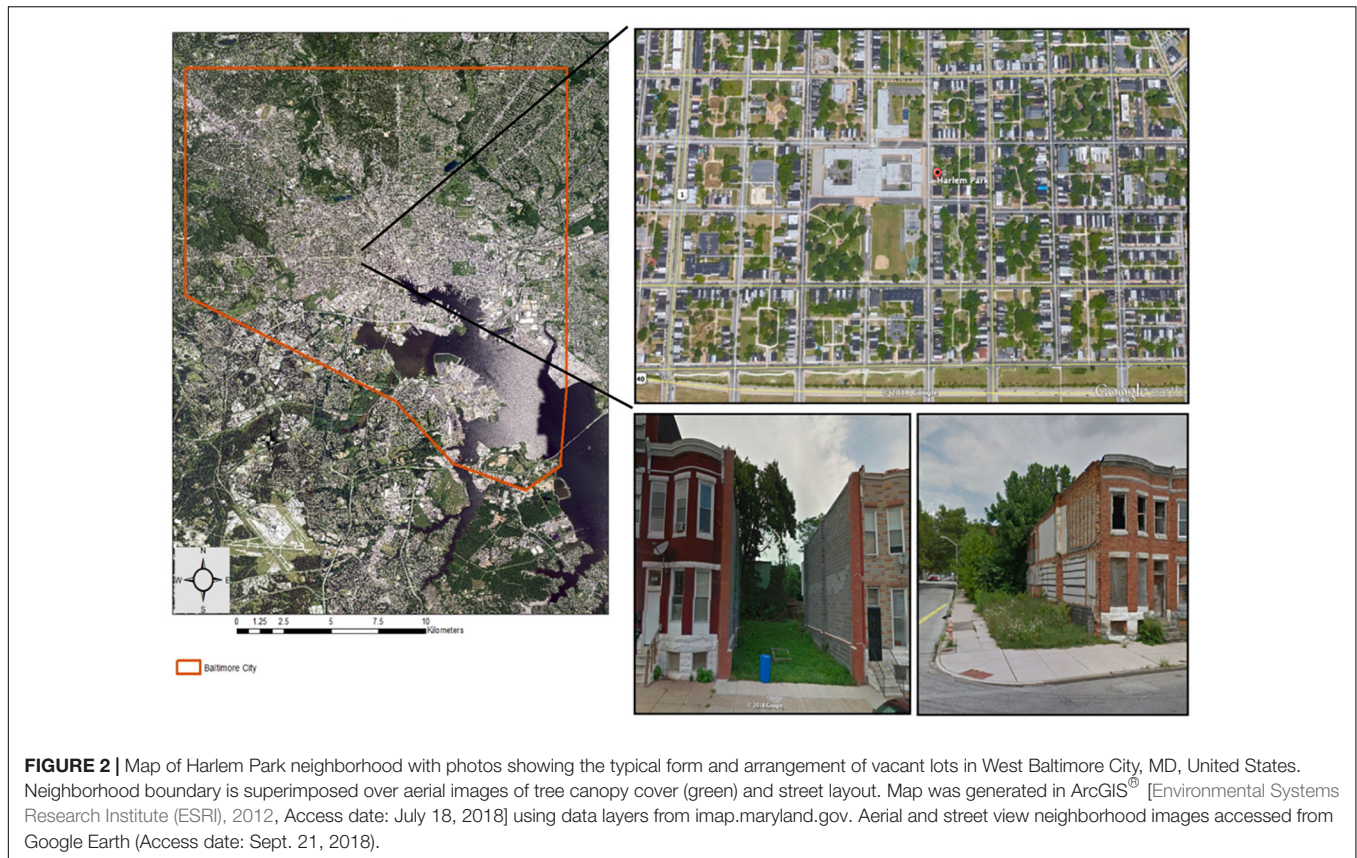 Harlem Park
1
40
© 2018 Google
Google
N
W E
S
0 1.25 2.5 5 7.5 10
Kilometers
Baltimore City
© 2018 Google
FIGURE 2 | Map of Harlem Park neighborhood with photos showing the typical form and arrangement of vacant lots in West Baltimore City, MD, United States.
Neighborhood boundary is superimposed over aerial images of tree canopy cover (green) and street layout. Map was generated in ArcGIS® [Environmental Systems
Research Institute (ESRI), 2012, Access date: July 18, 2018] using data layers from imap.maryland.gov. Aerial and street view neighborhood images accessed from
Google Earth (Access date: Sept. 21, 2018).